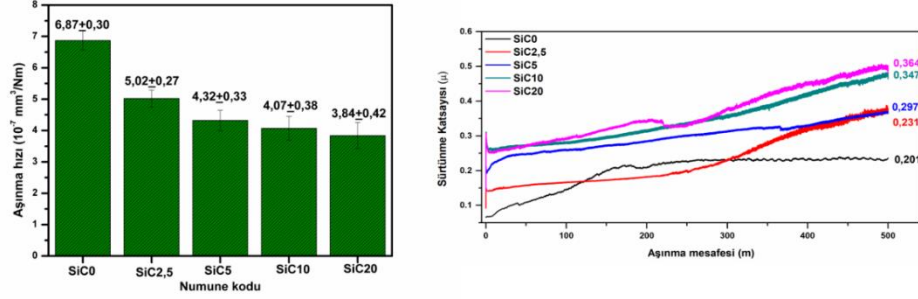 Aşınma hızı (10⁻⁷ mm³/Nm)
8
7
6
5
4
3
2
1
0
6,87+0,30
5,02+0,27
4,32+0,33
4,07+0,38
3,84+0,42
SiC0 SiC2,5 SiC5 SiC10 SiC20
Numune kodu
Sürtünme Katsayısı (μ)
0.6
0.5
0.4
0.3
0.2
0.1
SiC0
SiC2,5
SiC5
SiC10
SiC20
0,364
0,347
0,297
0,231
0,201
0 100 200 300 400 500
Aşınma mesafesi (m)